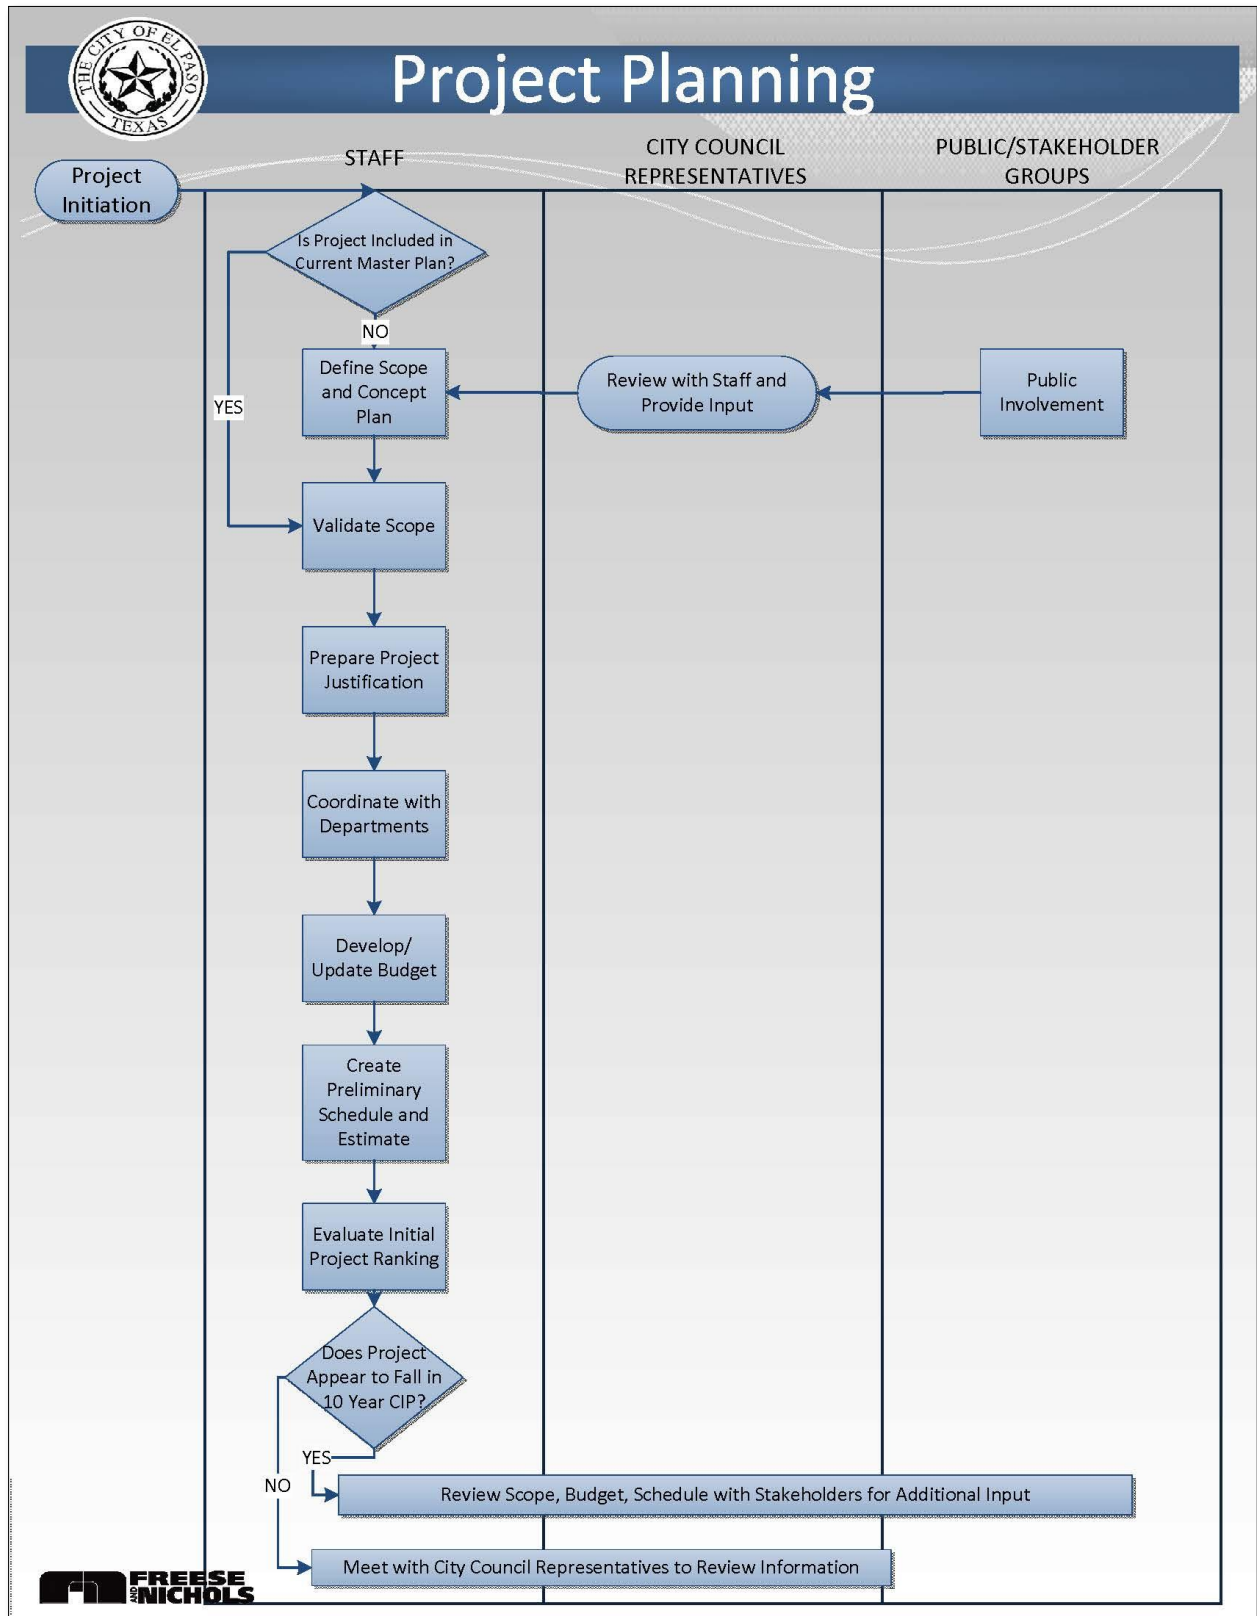 THE CITY OF EL PASO
TEXAS
Project Planning
STAFF
CITY COUNCIL
REPRESENTATIVES
PUBLIC/STAKEHOLDER
GROUPS
Project
Initiation
Is Project Included in
Current Master Plan?
NO
YES
Define Scope
and Concept
Plan
Review with Staff and
Provide Input
Public
Involvement
Validate Scope
Prepare Project
Justification
Coordinate with
Departments
Develop/
Update Budget
Create
Preliminary
Schedule and
Estimate
Evaluate Initial
Project Ranking
Does Project
Appear to Fall in
10 Year CIP?
YES
NO
Review Scope, Budget, Schedule with Stakeholders for Additional Input
Meet with City Council Representatives to Review Information
FREESE
AND NICHOLS